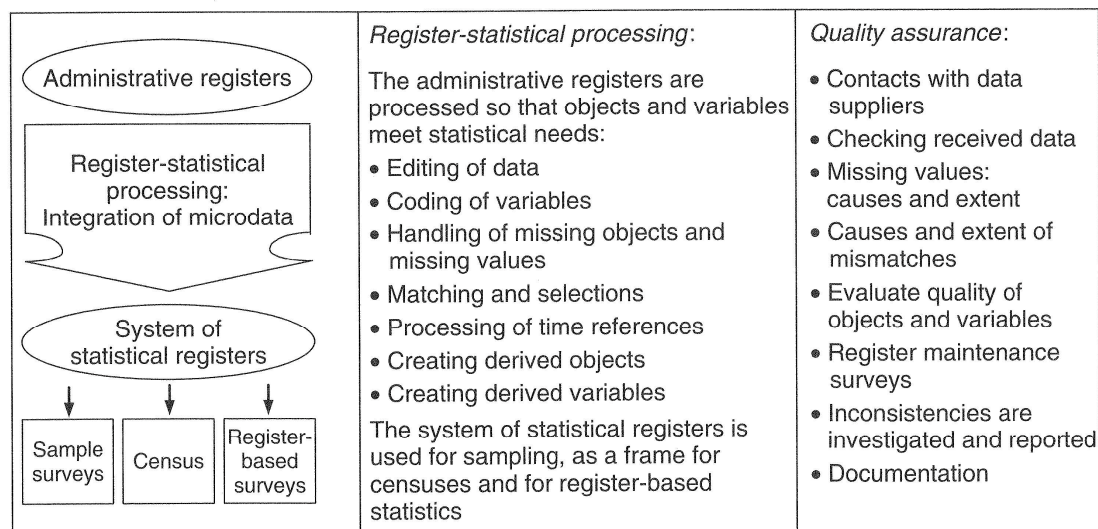 Administrative registers
Register-statistical
processing:
Integration of microdata
System of
statistical registers
Sample
surveys
Census
Register-
based
surveys
Register-statistical processing:
The administrative registers are
processed so that objects and variables
meet statistical needs:
• Editing of data
• Coding of variables
• Handling of missing objects and
missing values
• Matching and selections
• Processing of time references
• Creating derived objects
• Creating derived variables
The system of statistical registers is
used for sampling, as a frame for
censuses and for register-based
statistics
Quality assurance:
• Contacts with data
suppliers
• Checking received data
• Missing values:
causes and extent
• Causes and extent of
mismatches
• Evaluate quality of
objects and variables
• Register maintenance
surveys
• Inconsistencies are
investigated and reported
• Documentation